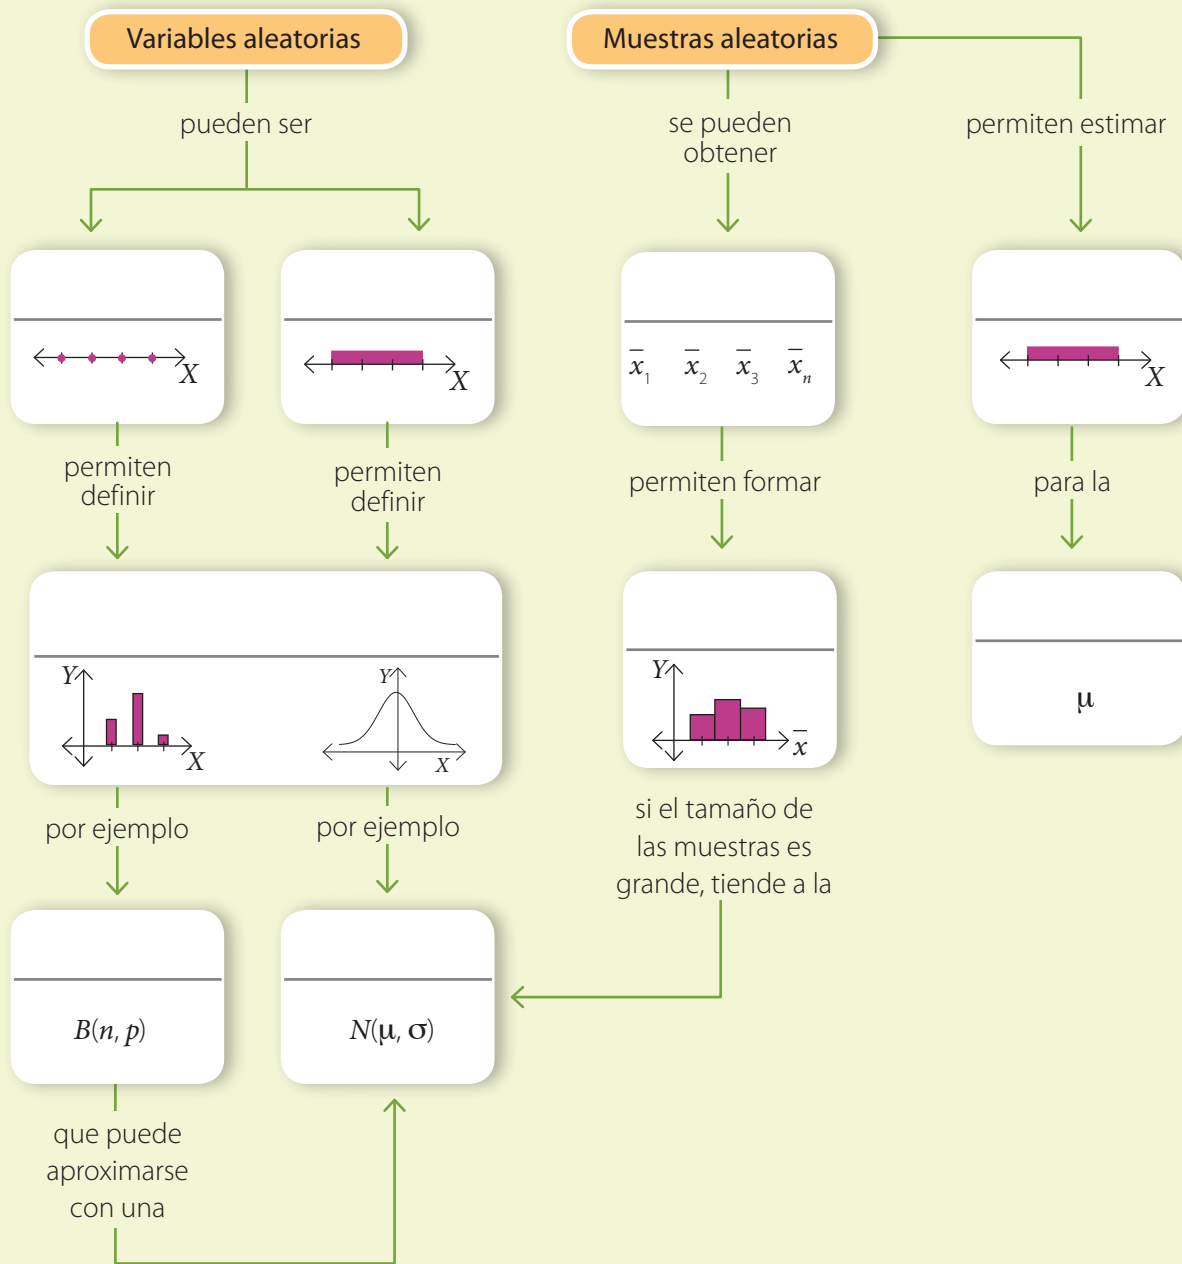 Variables aleatorias
Muestras aleatorias
pueden ser
se pueden
obtener
permiten estimar
X
X
x̅₁ x̅₂ x̅₃ x̅ₙ
X
permiten
definir
permiten
definir
permiten formar
para la
Y
X
Y
X
Y
x̅
μ
por ejemplo
por ejemplo
si el tamaño de
las muestras es
grande, tiende a la
B(n, p)
N(μ, σ)
que puede
aproximarse
con una